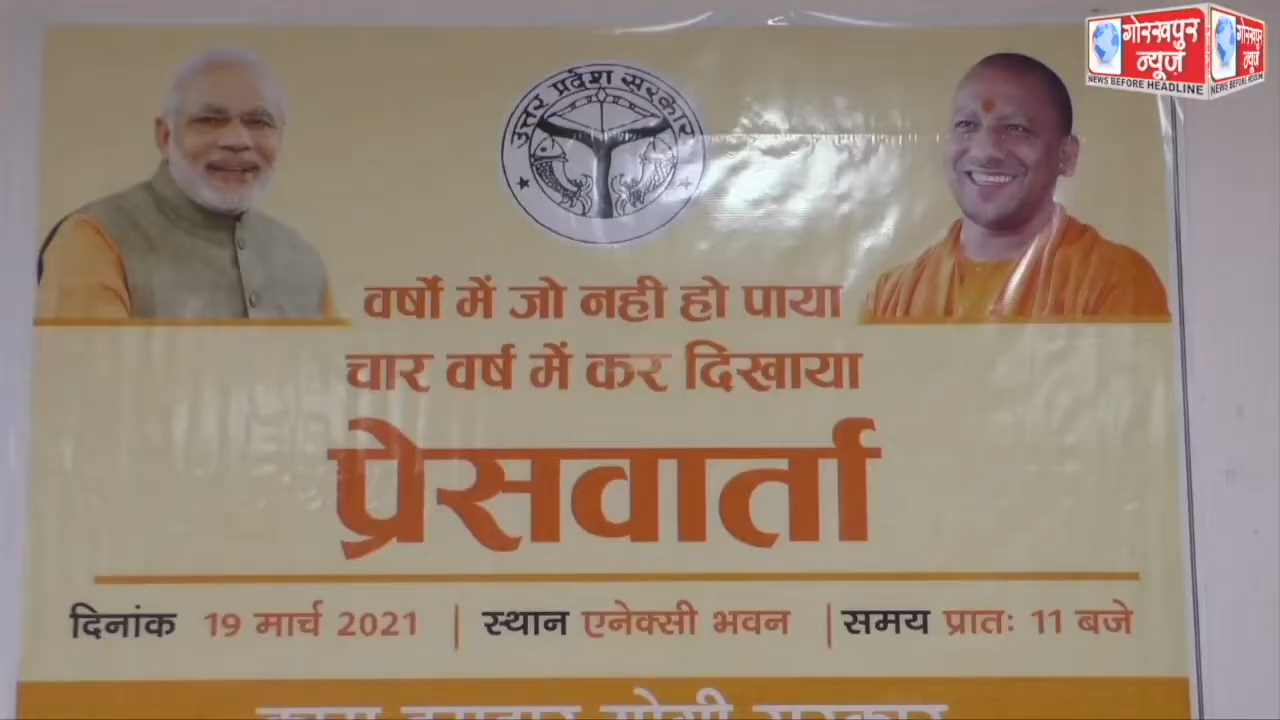 गोरखपुर न्यूज़ गोरखपुर न्यूज़
NEWS BEFORE HEADLINE NEWS BEFORE HEADLINE
उत्तर प्रदेश सरकार
वर्षों में जो नही हो पाया
चार वर्ष में कर दिखाया
प्रेसवार्ता
दिनांक 19 मार्च 2021 | स्थान एनेक्सी भवन | समय प्रातः 11 बजे
योगी सरकार